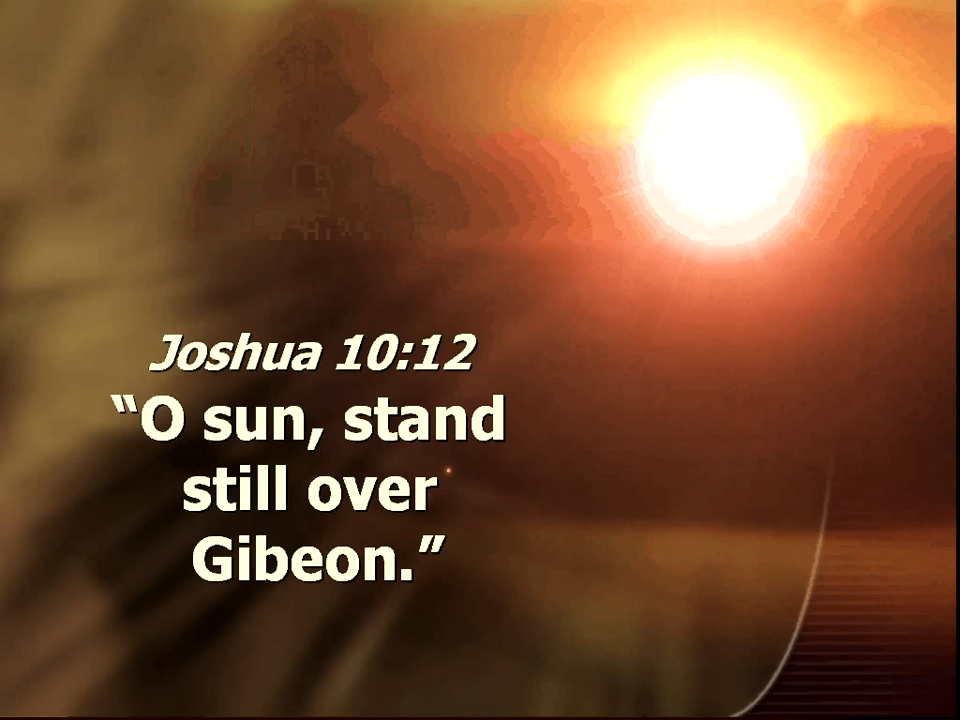 Joshua 10:12
“O sun, stand
still over
Gibeon.”